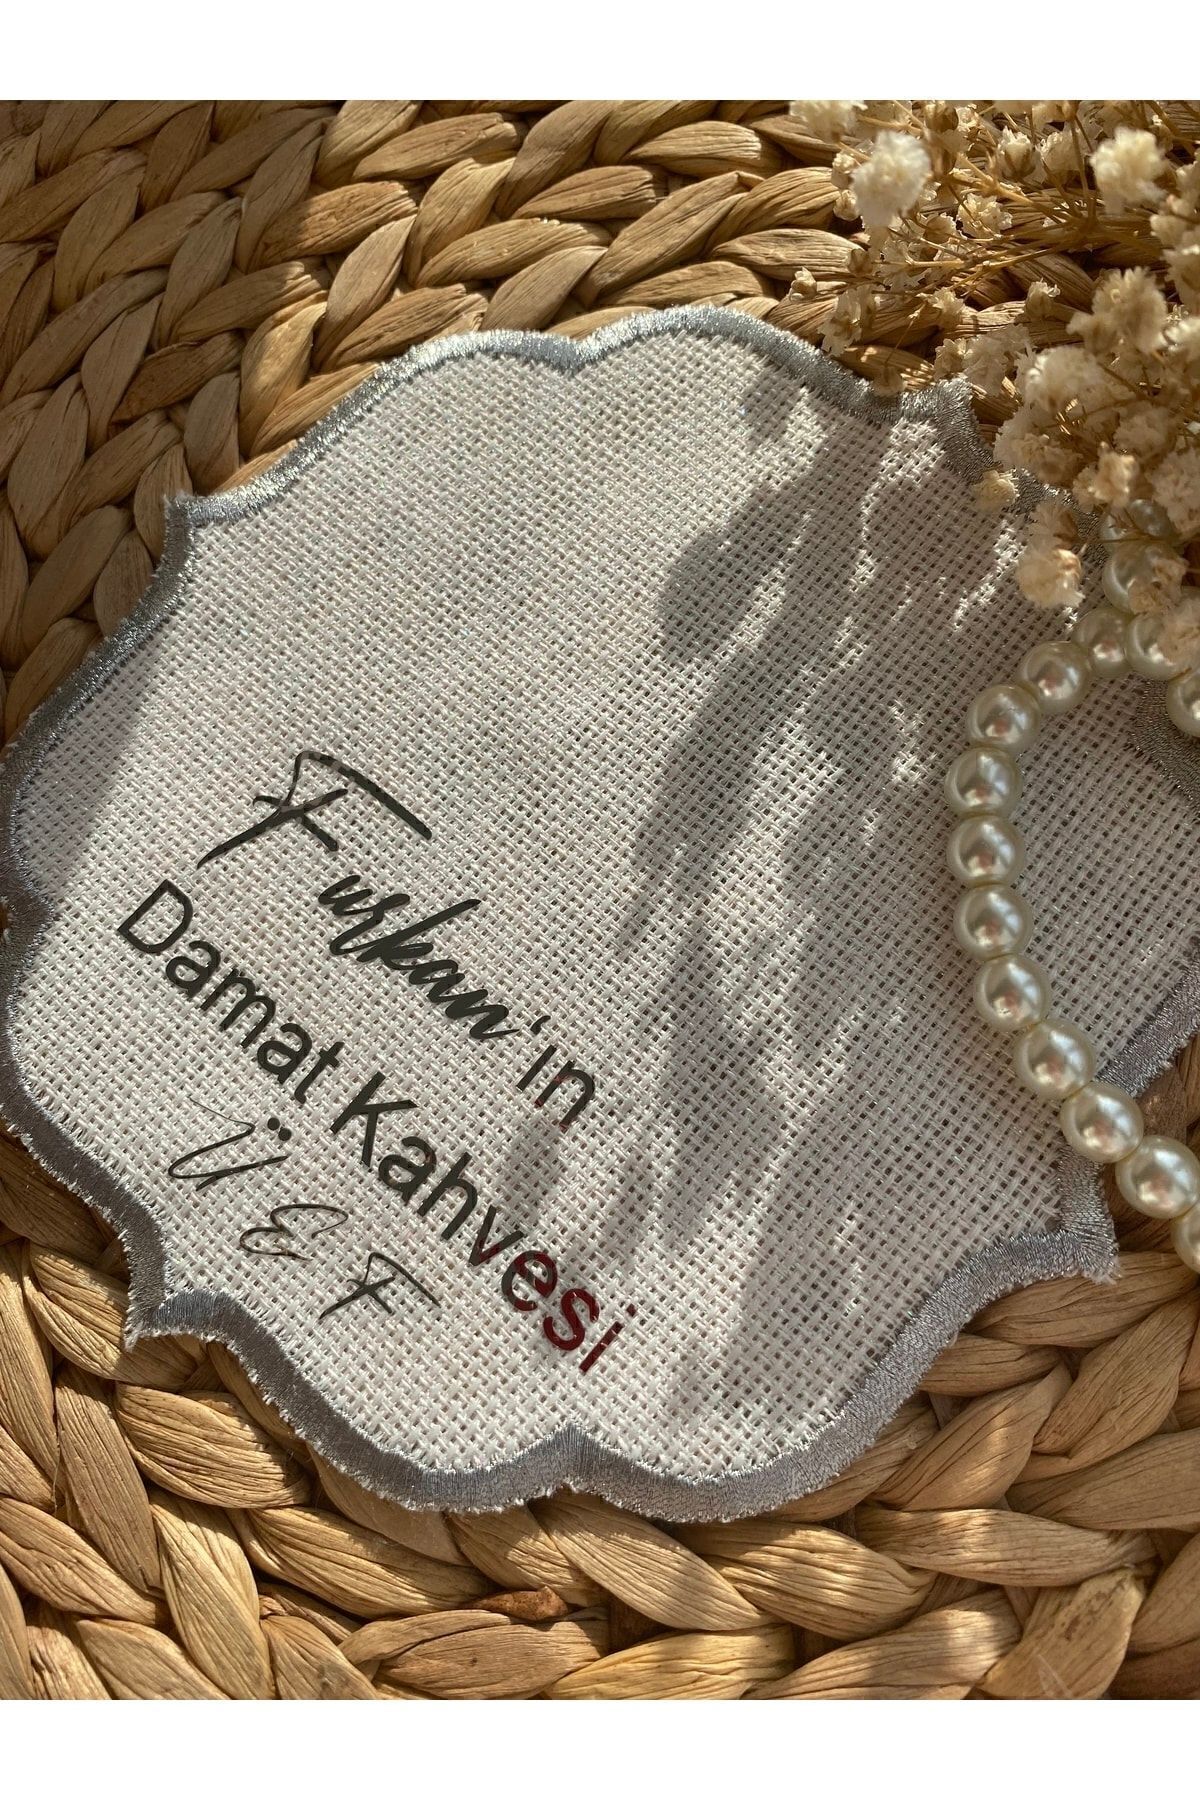 Furkan'ın
Damat Kahvesi
Ü & F